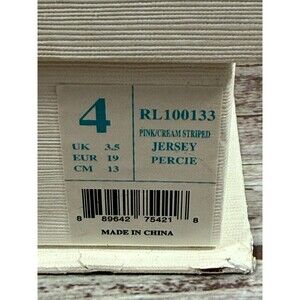 4
UK 3.5
EUR 19
CM 13
RL100133
PINK/CREAM STRIPED
JERSEY
PERCIE
8 89642 75421 8
MADE IN CHINA